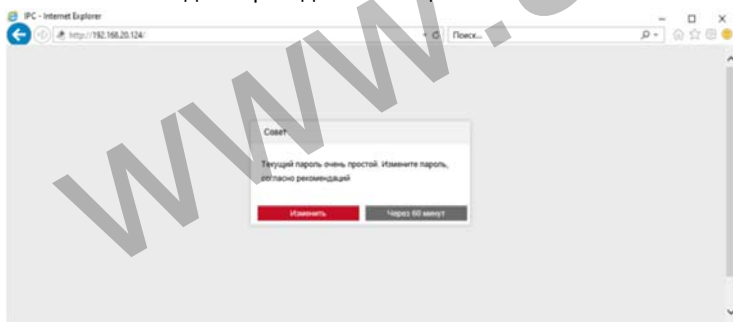 IPC - Internet Explorer
http://192.168.20.124/
Поиск...
Совет
Текущий пароль очень простой. Измените пароль,
согласно рекомендаций
Изменить
Через 60 минут
www.